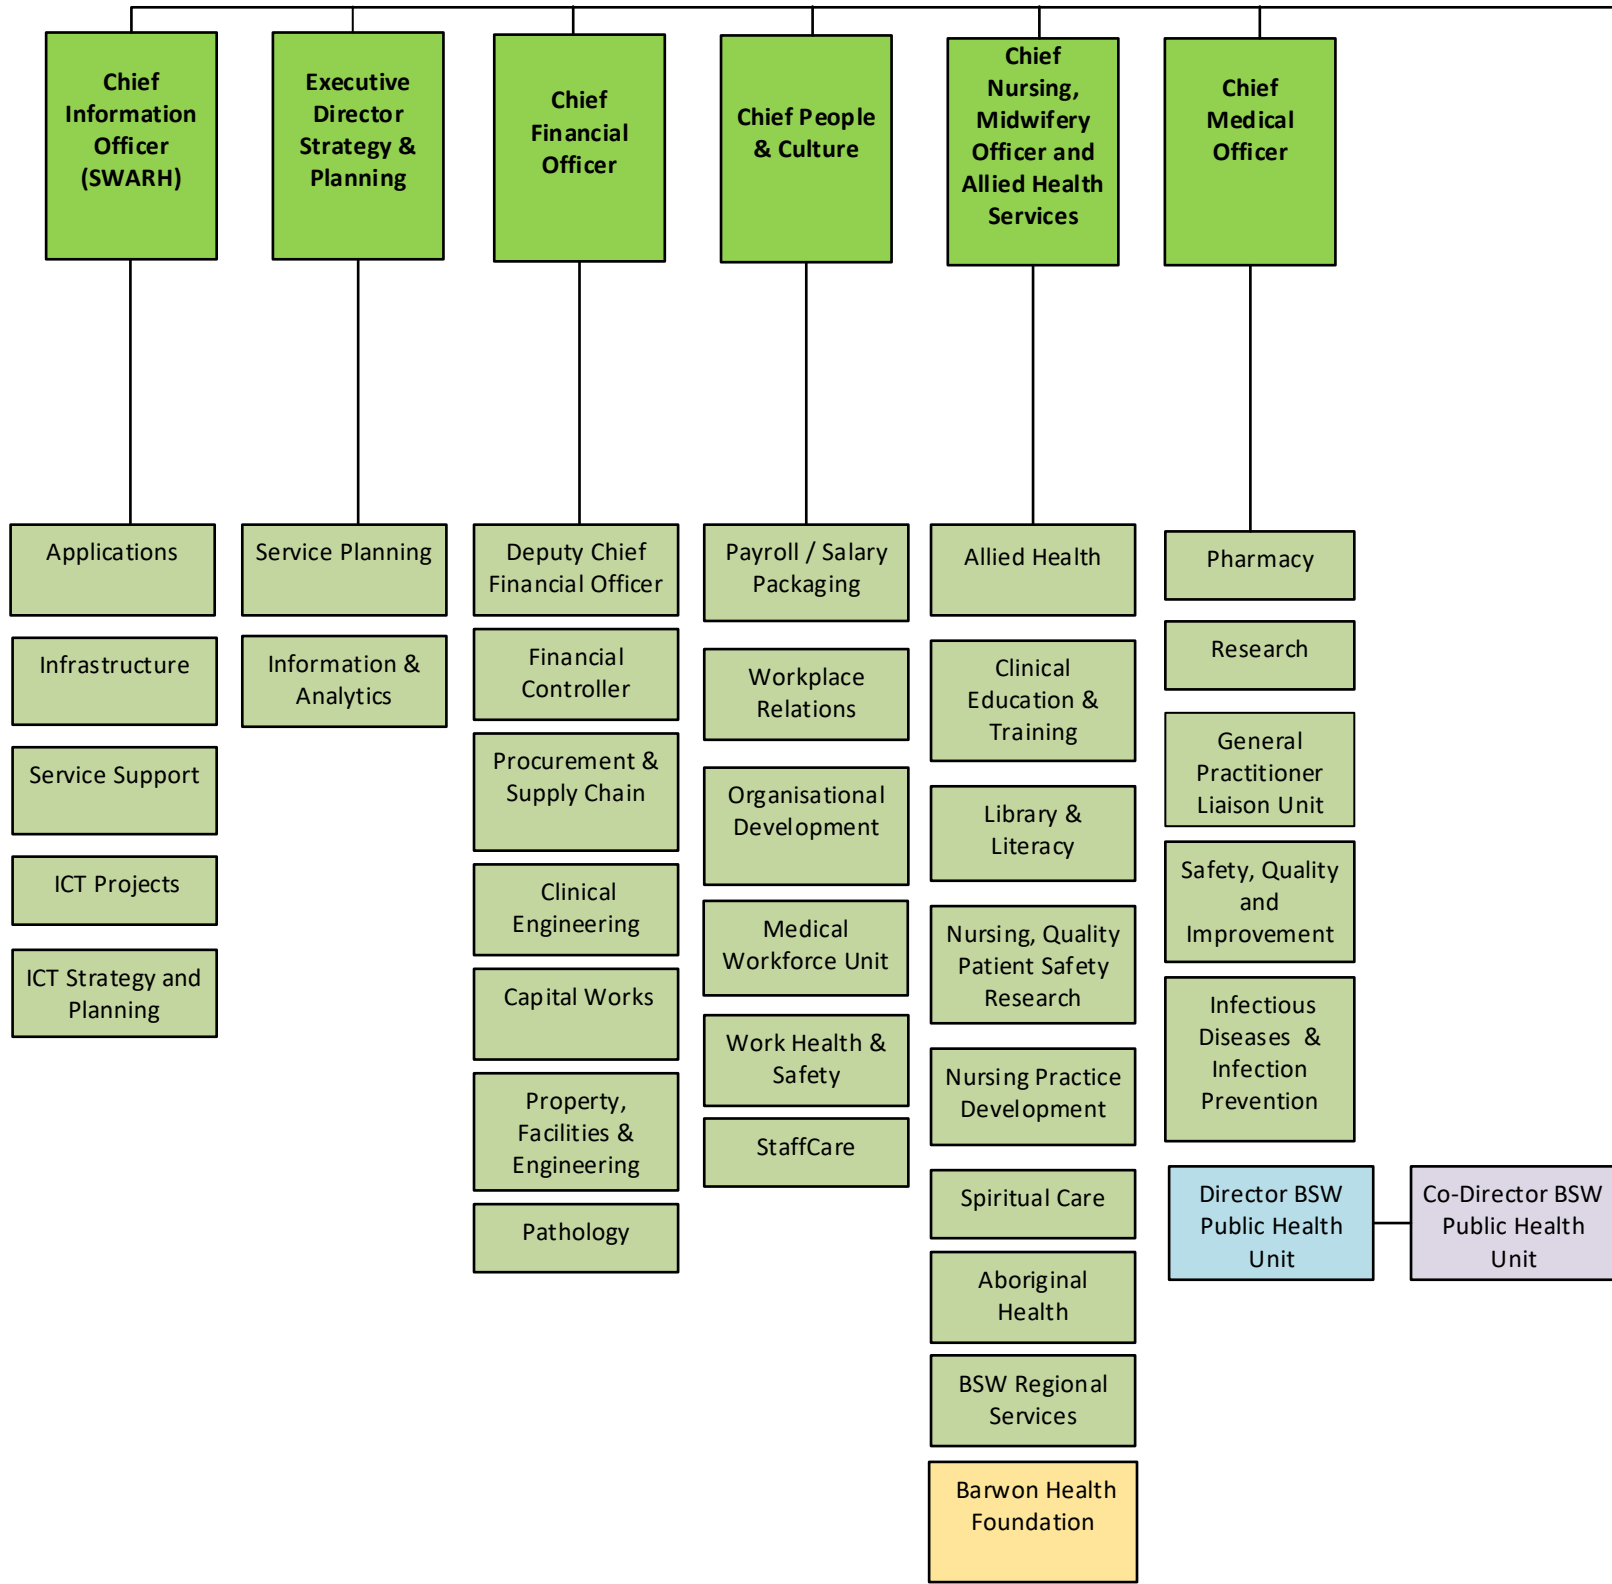 Chief
Information
Officer
(SWARH)
Executive
Director
Strategy &
Planning
Chief
Financial
Officer
Chief People
& Culture
Chief
Nursing,
Midwifery
Officer and
Allied Health
Services
Chief
Medical
Officer
Applications
Infrastructure
Service Support
ICT Projects
ICT Strategy and
Planning
Service Planning
Information &
Analytics
Deputy Chief
Financial Officer
Financial
Controller
Procurement &
Supply Chain
Clinical
Engineering
Capital Works
Property,
Facilities &
Engineering
Pathology
Payroll / Salary
Packaging
Workplace
Relations
Organisational
Development
Medical
Workforce Unit
Work Health &
Safety
StaffCare
Allied Health
Clinical
Education &
Training
Library &
Literacy
Nursing, Quality
Patient Safety
Research
Nursing Practice
Development
Spiritual Care
Aboriginal
Health
BSW Regional
Services
Barwon Health
Foundation
Pharmacy
Research
General
Practitioner
Liaison Unit
Safety, Quality
and
Improvement
Infectious
Diseases &
Infection
Prevention
Director BSW
Public Health
Unit
Co-Director BSW
Public Health
Unit